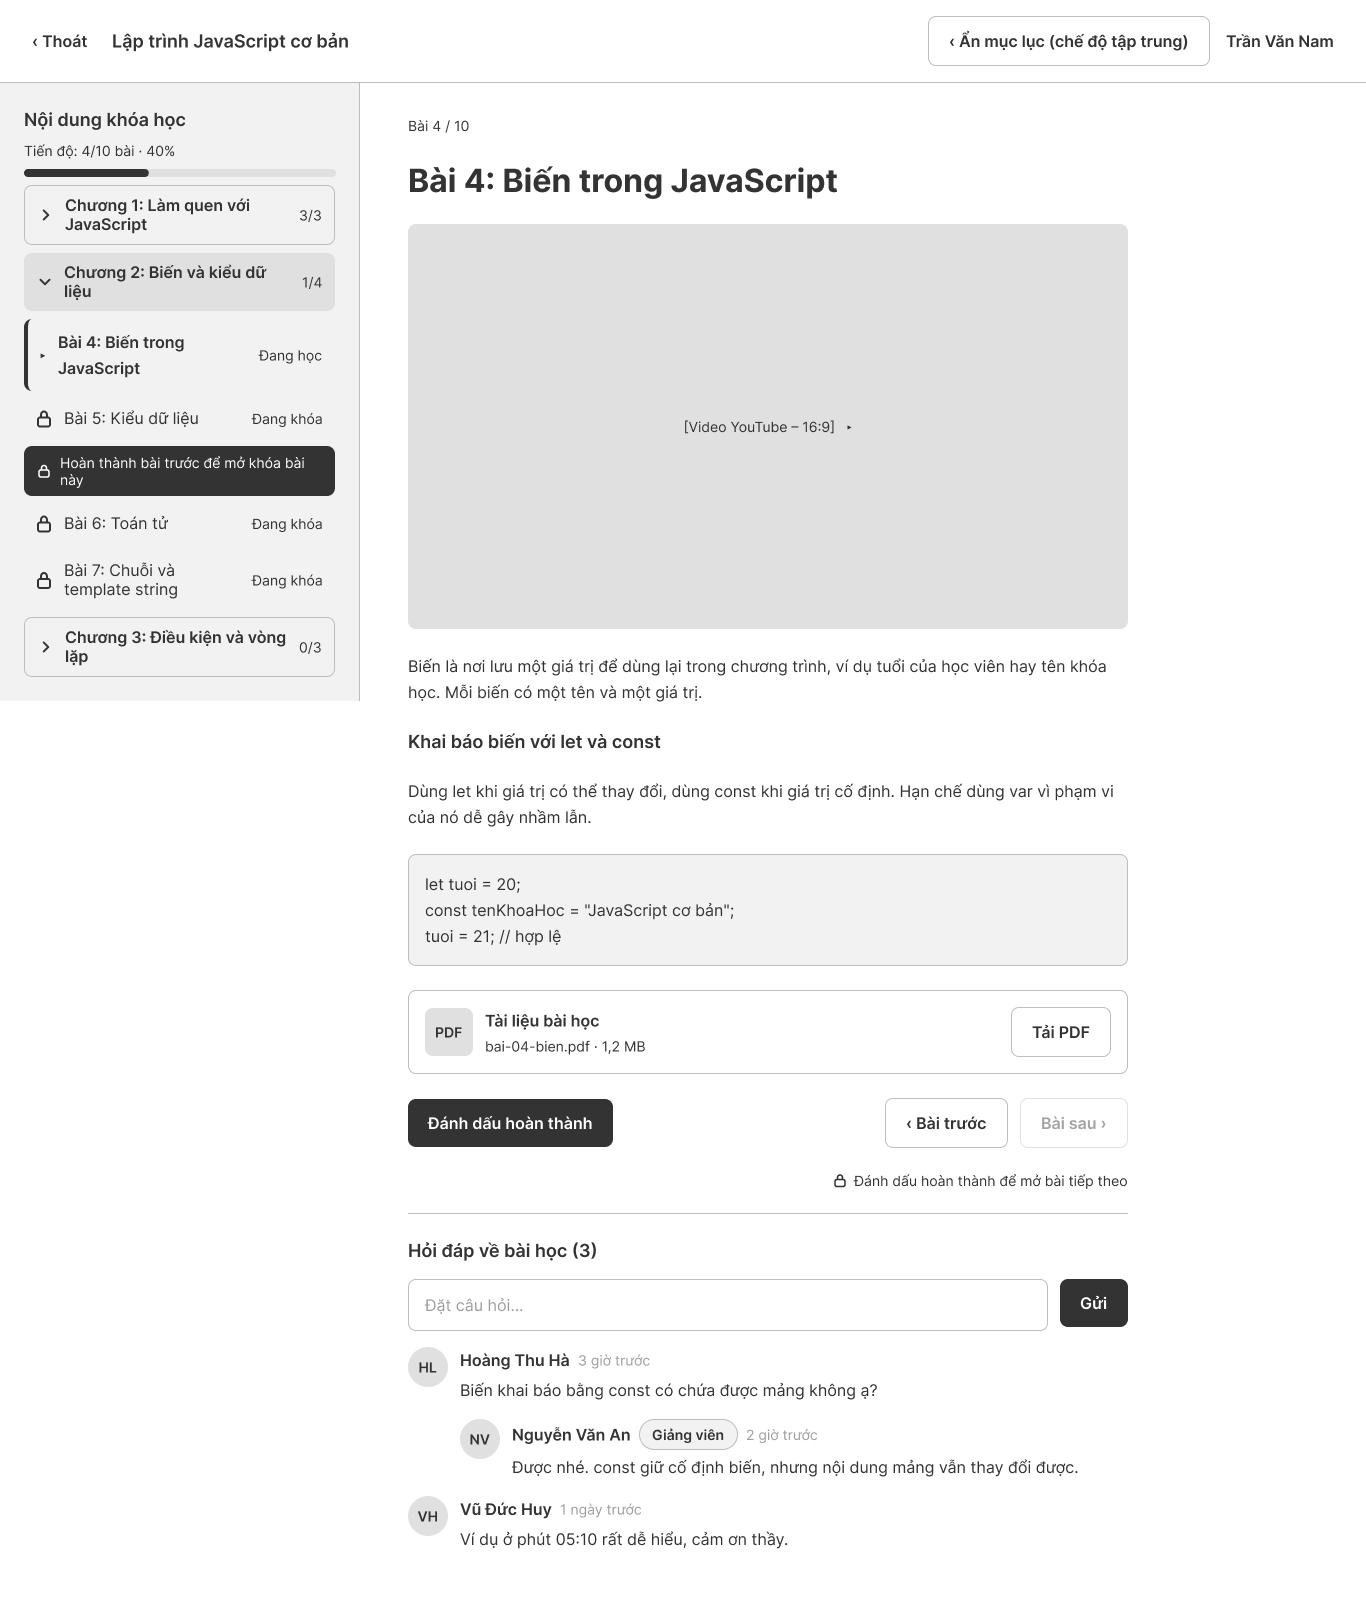 ‹ Thoát
Lập trình JavaScript cơ bản
‹ Ẩn mục lục (chế độ tập trung)
Trần Văn Nam
Nội dung khóa học
Tiến độ: 4/10 bài · 40%
Chương 1: Làm quen với
JavaScript
3/3
Chương 2: Biến và kiểu dữ
liệu
1/4
Bài 4: Biến trong
JavaScript
Đang học
Bài 5: Kiểu dữ liệu
Đang khóa
Hoàn thành bài trước để mở khóa bài
này
Bài 6: Toán tử
Đang khóa
Bài 7: Chuỗi và
template string
Đang khóa
Chương 3: Điều kiện và vòng
lặp
0/3
Bài 4 / 10
Bài 4: Biến trong JavaScript
[Video YouTube – 16:9] ‣
Biến là nơi lưu một giá trị để dùng lại trong chương trình, ví dụ tuổi của học viên hay tên khóa
học. Mỗi biến có một tên và một giá trị.
Khai báo biến với let và const
Dùng let khi giá trị có thể thay đổi, dùng const khi giá trị cố định. Hạn chế dùng var vì phạm vi
của nó dễ gây nhầm lẫn.
let tuoi = 20;
const tenKhoaHoc = "JavaScript cơ bản";
tuoi = 21; // hợp lệ
PDF
Tài liệu bài học
bai-04-bien.pdf · 1,2 MB
Tải PDF
Đánh dấu hoàn thành
‹ Bài trước
Bài sau ›
Đánh dấu hoàn thành để mở bài tiếp theo
Hỏi đáp về bài học (3)
Đặt câu hỏi...
Gửi
HL
Hoàng Thu Hà 3 giờ trước
Biến khai báo bằng const có chứa được mảng không ạ?
NV
Nguyễn Văn An Giảng viên 2 giờ trước
Được nhé. const giữ cố định biến, nhưng nội dung mảng vẫn thay đổi được.
VH
Vũ Đức Huy 1 ngày trước
Ví dụ ở phút 05:10 rất dễ hiểu, cảm ơn thầy.